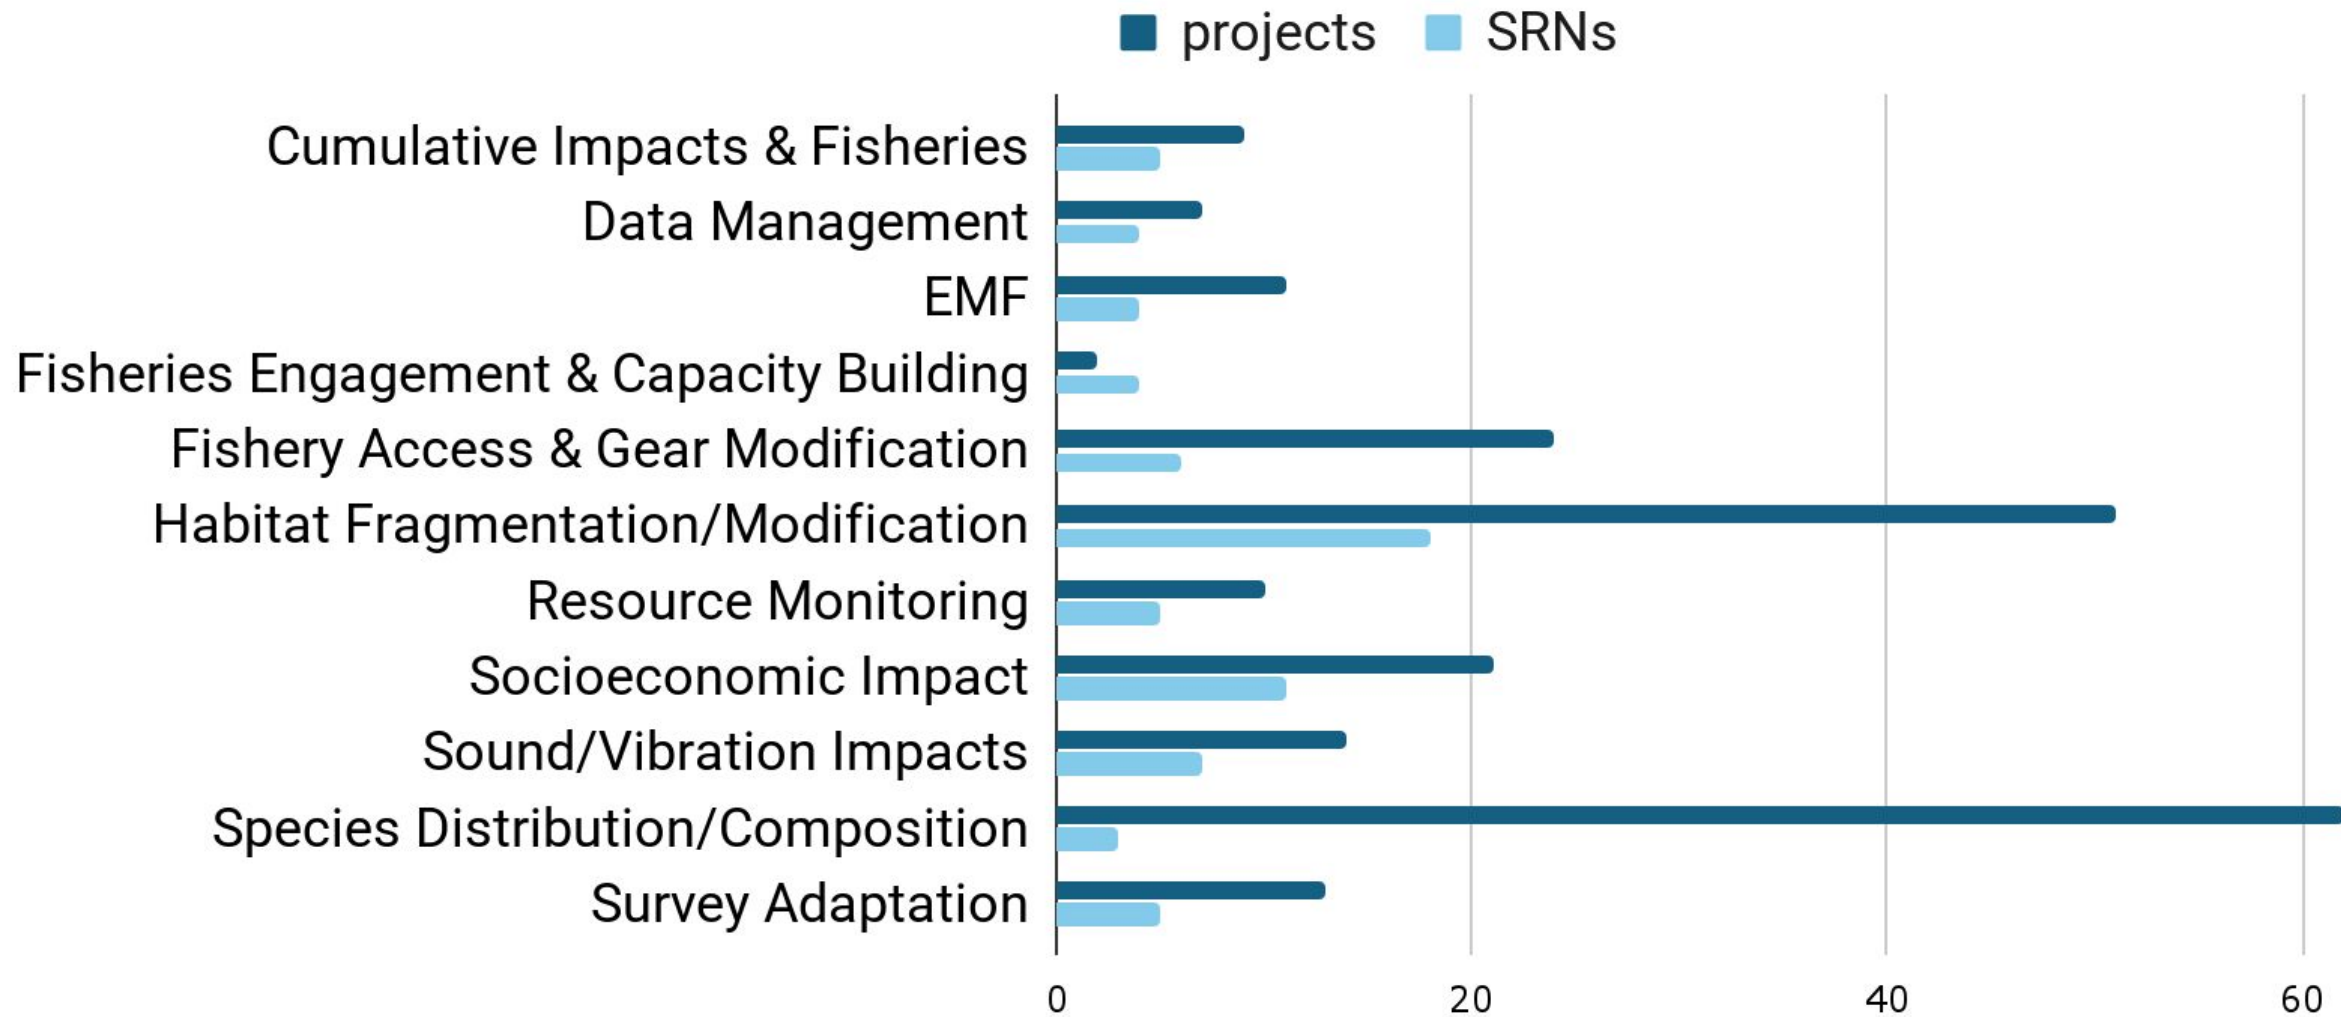 projects SRNs
Cumulative Impacts & Fisheries
Data Management
EMF
Fisheries Engagement & Capacity Building
Fishery Access & Gear Modification
Habitat Fragmentation/Modification
Resource Monitoring
Socioeconomic Impact
Sound/Vibration Impacts
Species Distribution/Composition
Survey Adaptation
0 20 40 60